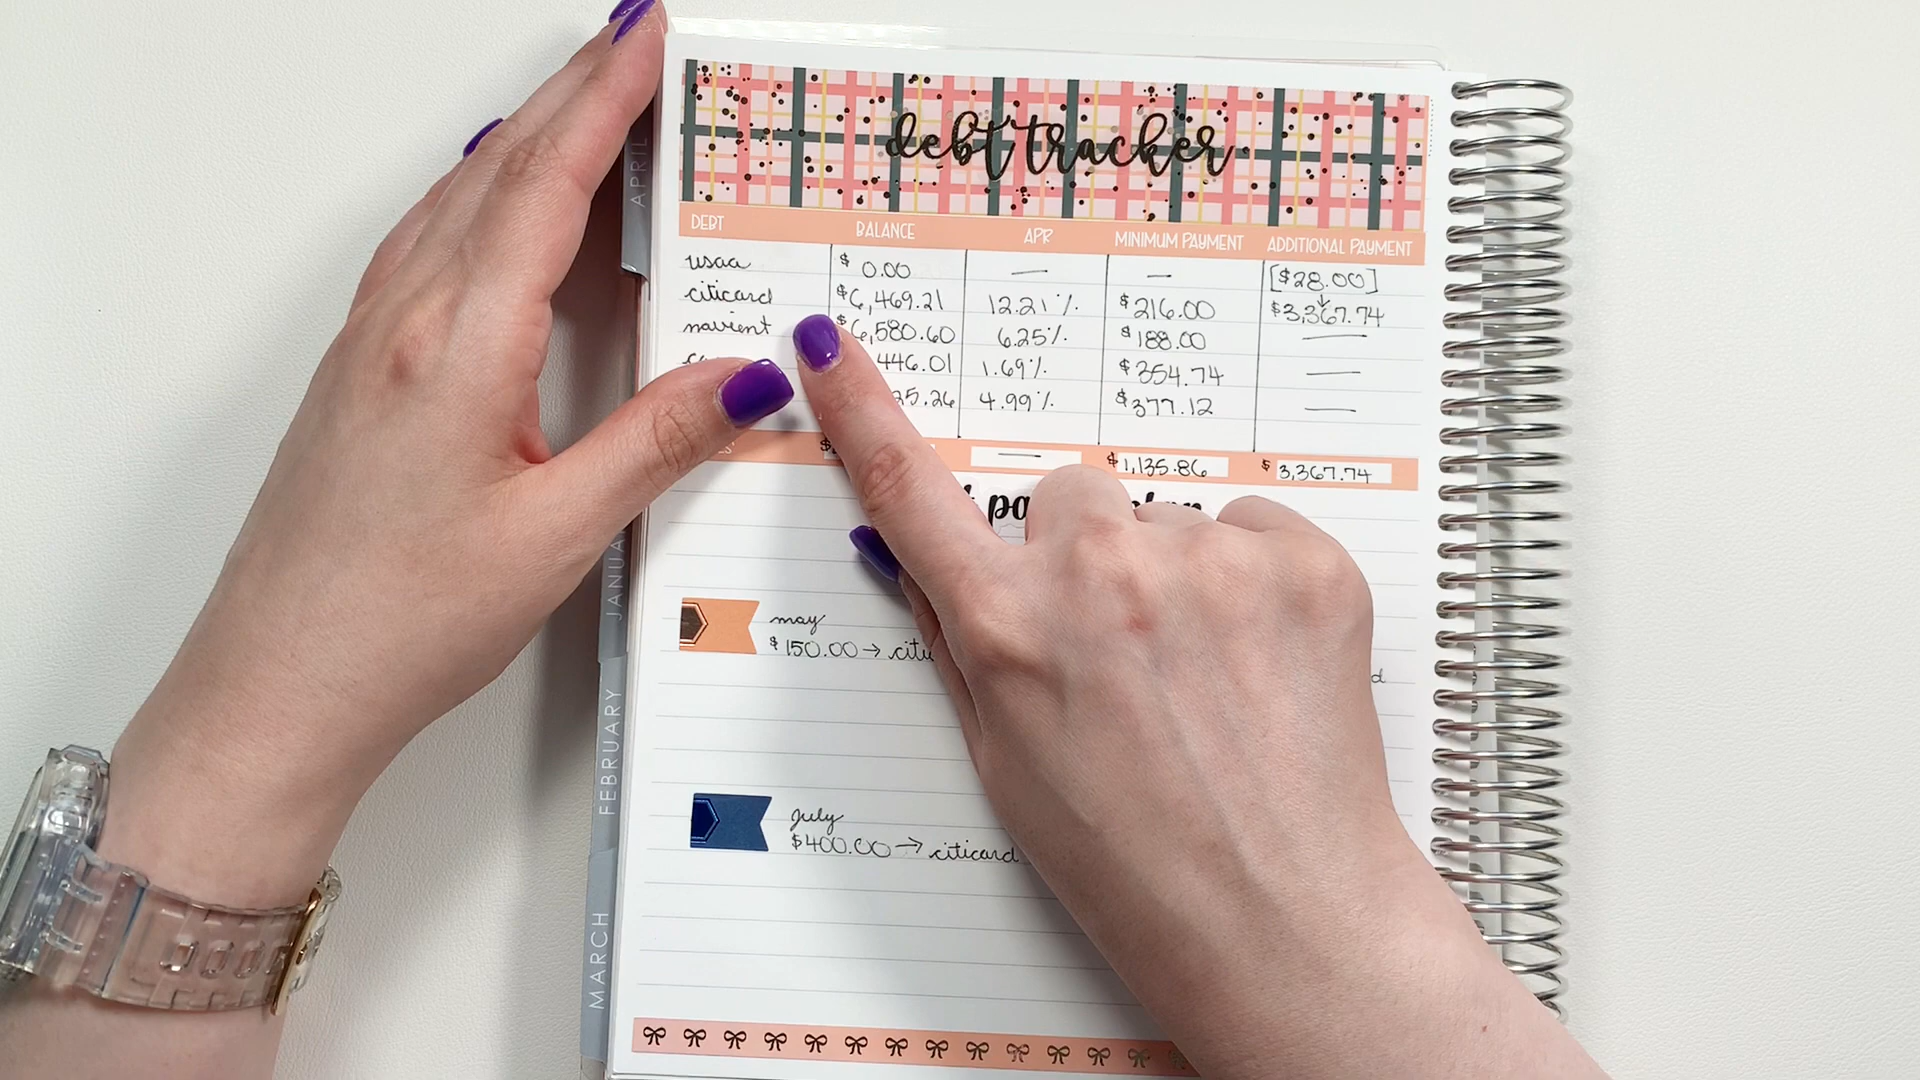 debt tracker
DEBT BALANCE APR MINIMUM PAYMENT ADDITIONAL PAYMENT
usaa $ 0.00 — — [$28.00]
citicard $6,469.21 12.21% $216.00 $3,367.74
navient $6,580.60 6.25% $188.00 —
446.01 1.69% $354.74 —
25.26 4.99% $377.12 —
— $1,135.86 $3,367.74
may
$150.00 →
July
$400.00 → citicard
APRIL
JANUA
FEBRUARY
MARCH